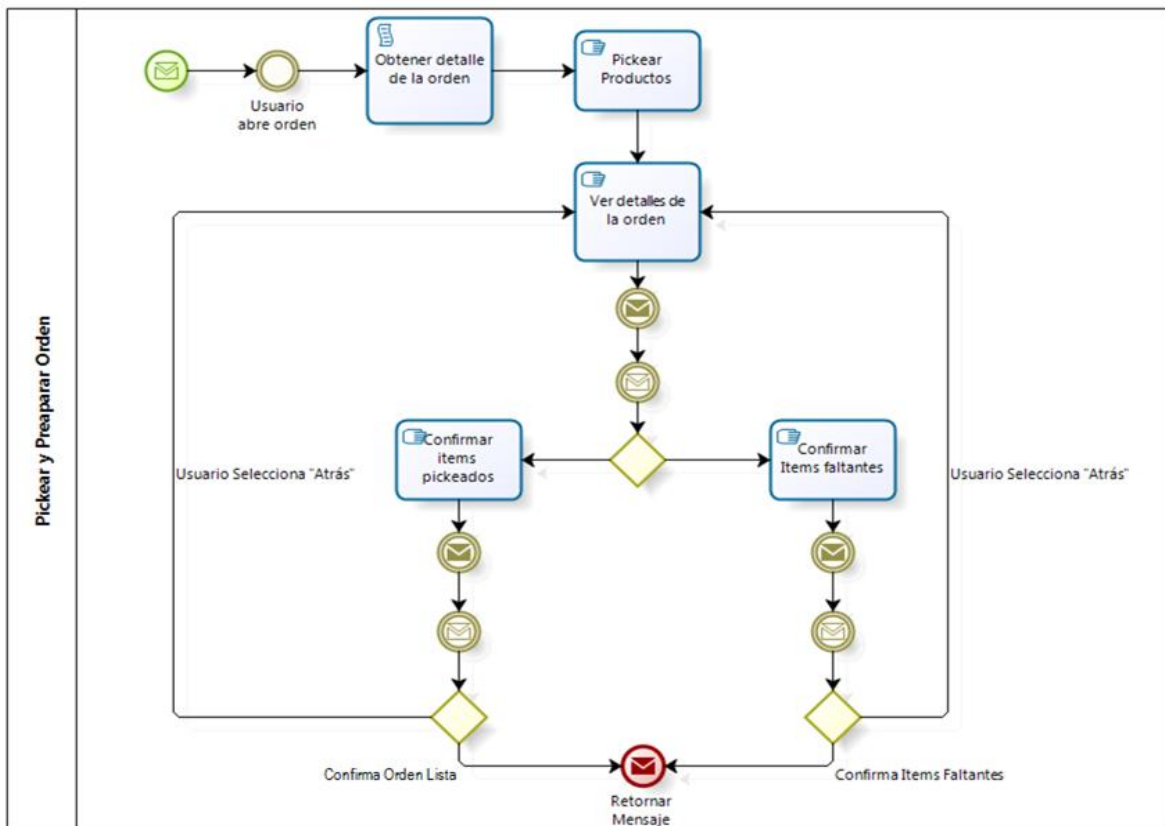 Pickear y Preaparar Orden
Usuario
abre orden
Obtener detalle
de la orden
Pickear
Productos
Ver detalles de
la orden
Confirmar
items
pickeados
Confirmar
Items faltantes
Usuario Selecciona "Atrás"
Usuario Selecciona "Atrás"
Confirma Orden Lista
Confirma Items Faltantes
Retornar
Mensaje